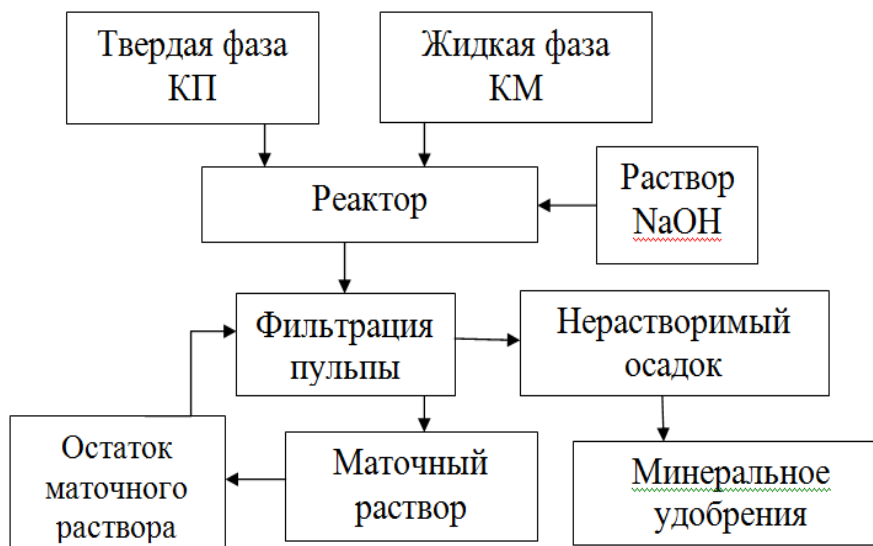 Твердая фаза
КП
Жидкая фаза
КМ
Реактор
Раствор
NaOH
Фильтрация
пульпы
Нерастворимый
осадок
Остаток
маточного
раствора
Маточный
раствор
Минеральное
удобрения